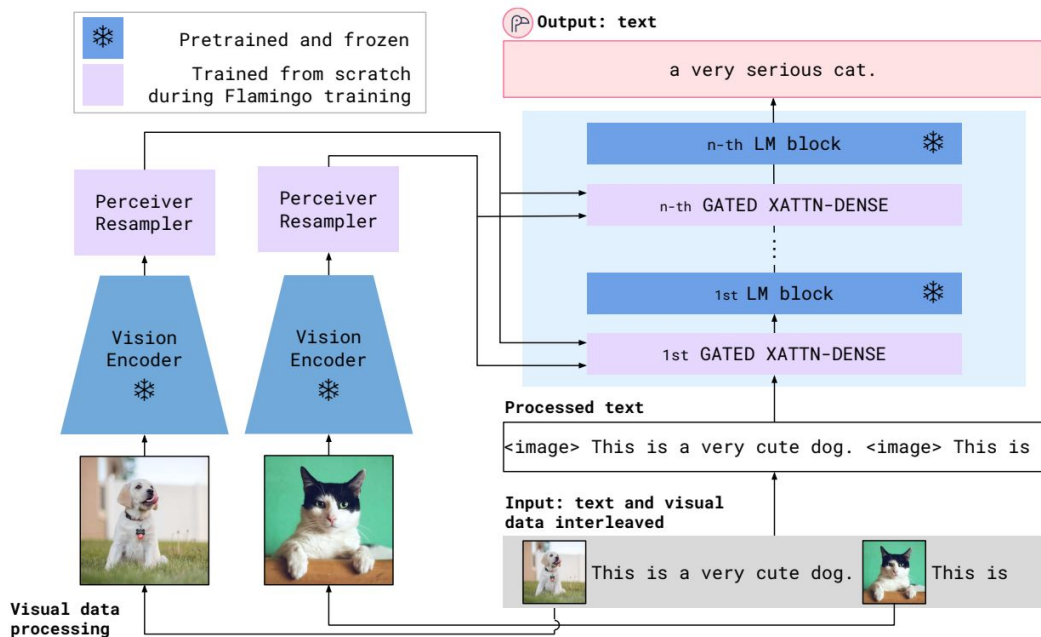 Pretrained and frozen
Trained from scratch
during Flamingo training
Output: text
a very serious cat.
n-th LM block
n-th GATED XATTN-DENSE
1st LM block
1st GATED XATTN-DENSE
Perceiver
Resampler
Perceiver
Resampler
Vision
Encoder
Vision
Encoder
Processed text
<image> This is a very cute dog. <image> This is
Input: text and visual
data interleaved
This is a very cute dog. This is
Visual data
processing